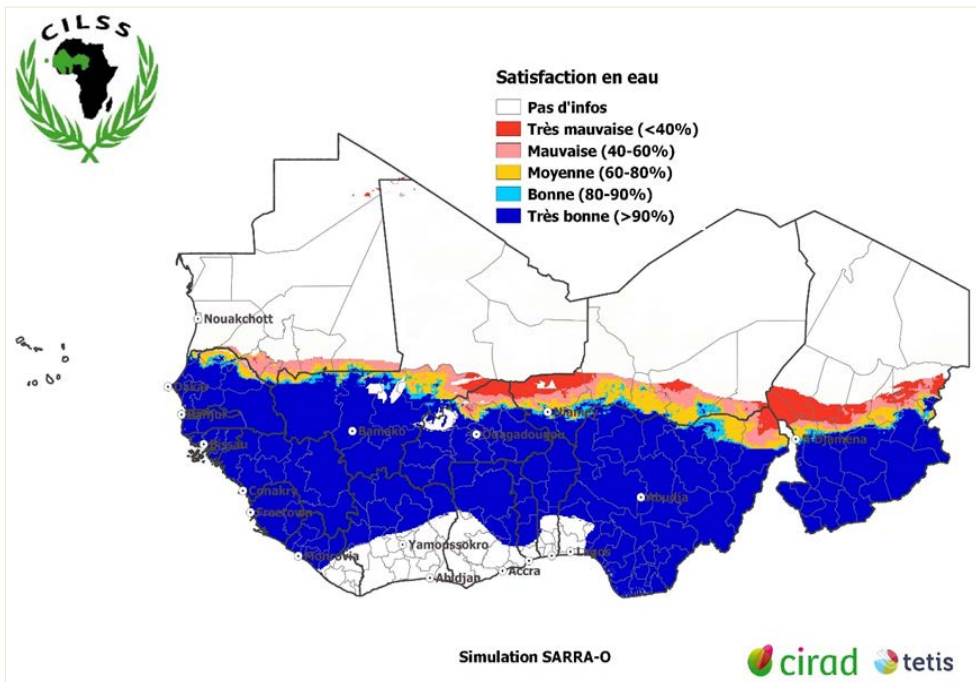 CILSS
Satisfaction en eau
Pas d'infos
Très mauvaise (<40%)
Mauvaise (40-60%)
Moyenne (60-80%)
Bonne (80-90%)
Très bonne (>90%)
Nouakchott
Dakar
Banjul
Niamey
Bissau
Bamako
Ouagadougou
N'Djamena
Conakry
Abudja
Freetown
Monrovia
Yamoussokro
Lagos
Abidjan
Accra
Simulation SARRA-O
cirad
tetis